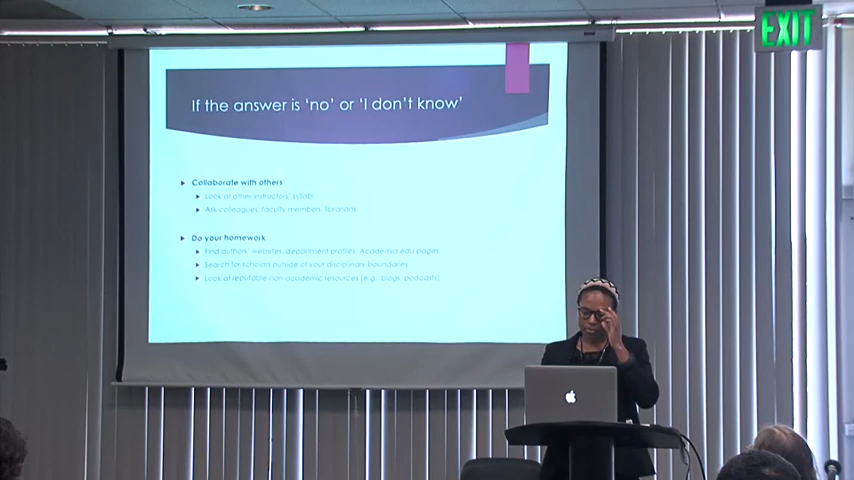 EXIT
If the answer is ‘no’ or ‘I don’t know’
Collaborate with others
Look at other instructors’ syllabi
Ask colleagues, faculty members, librarians
Do your homework
Find authors’ websites, department profiles, Academia.edu pages
Search for scholars outside of your disciplinary boundaries
Look at reputable non-academic resources (e.g., blogs, podcasts)